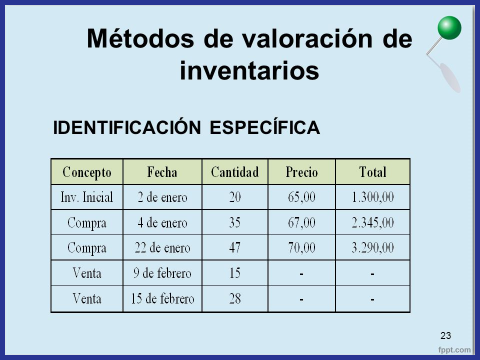 Métodos de valoración de
inventarios
IDENTIFICACIÓN ESPECÍFICA
Concepto Fecha Cantidad Precio Total
Inv. Inicial 2 de enero 20 65,00 1.300,00
Compra 4 de enero 35 67,00 2.345,00
Compra 22 de enero 47 70,00 3.290,00
Venta 9 de febrero 15 - -
Venta 15 de febrero 28 - -
23
fppt.com